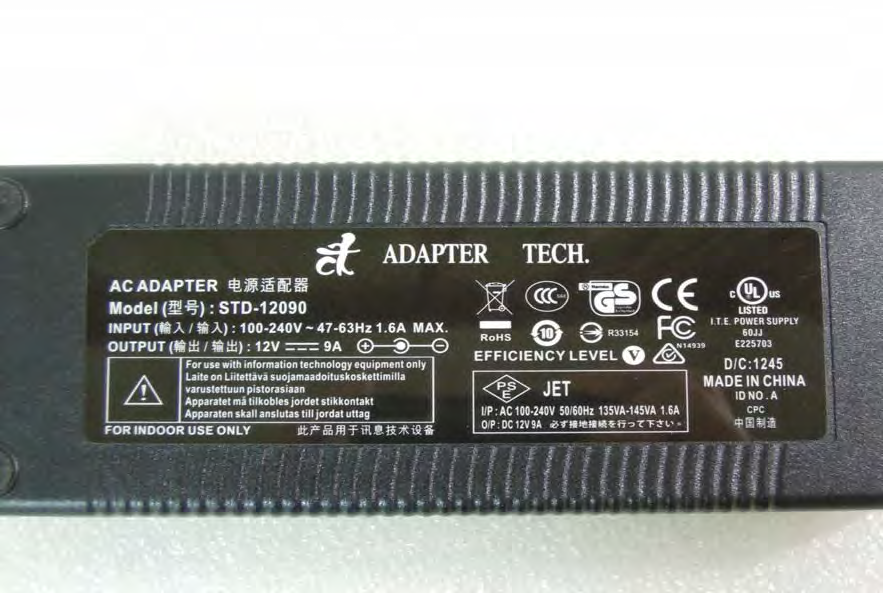 ADAPTER TECH.
AC ADAPTER 电源适配器
Model (型号) : STD-12090
INPUT (輸入 / 输入) : 100-240V ~ 47-63Hz 1.6A MAX.
OUTPUT (輸出 / 输出) : 12V 9A
For use with information technology equipment only
Laite on Liitettävä suojamaadoituskoskettimilla
varustettuun pistorasiaan
Apparatet må tilkobles jordet stikkontakt
Apparaten skall anslutas till jordat uttag
FOR INDOOR USE ONLY 此产品用于讯息技术设备
GS
CE
RoHS
10
R33154
FC
N14939
EFFICIENCY LEVEL V
PSE JET
I/P: AC 100-240V 50/60Hz 135VA-145VA 1.6A
O/P: DC 12V 9A 必ず接地接続を行って下さい。
c UL US
LISTED
I.T.E. POWER SUPPLY
60JJ
E225703
D/C:1245
MADE IN CHINA
ID NO . A
CPC
中国制造